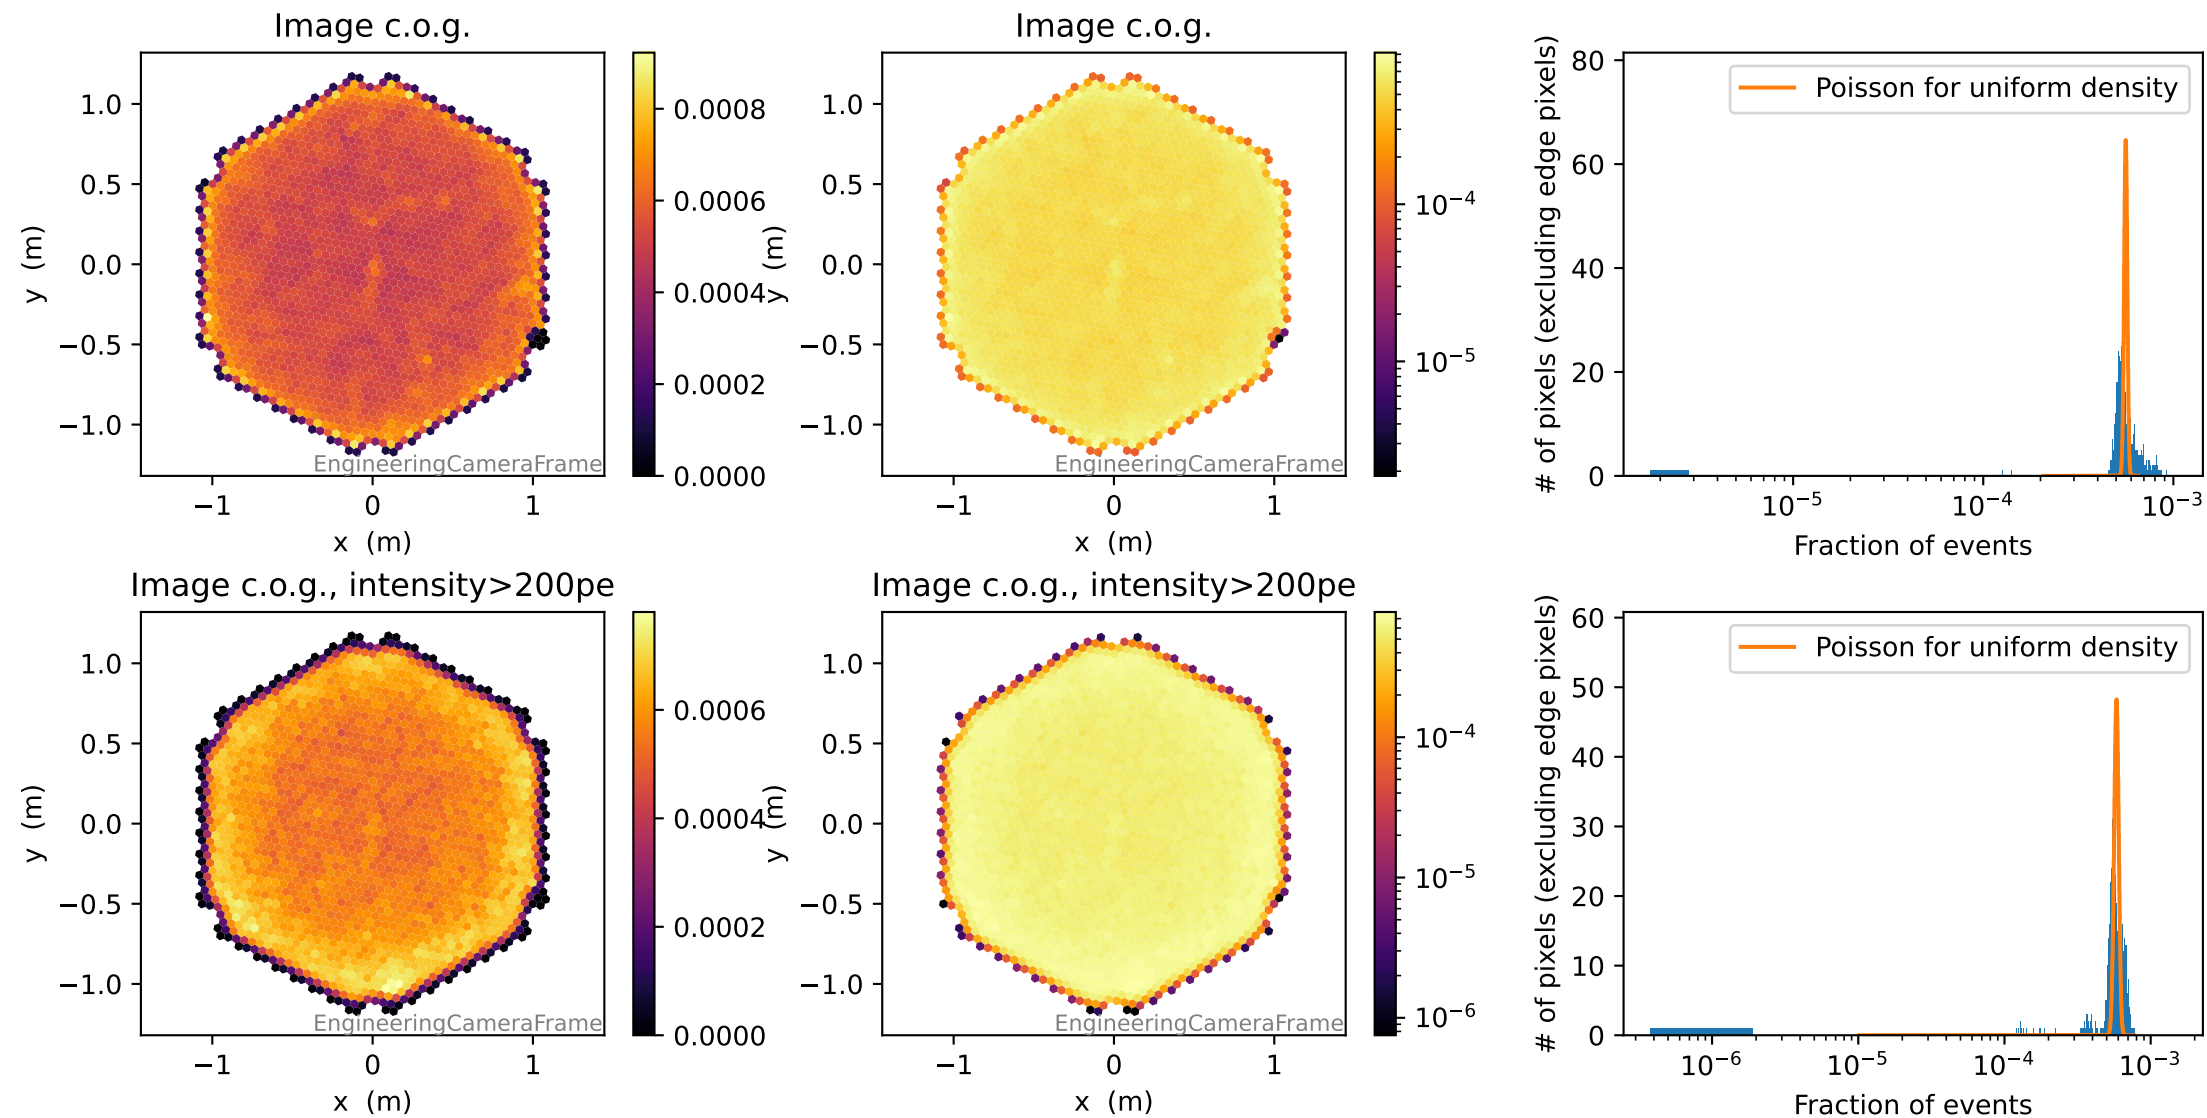 Image c.o.g.
y (m)
1.0
0.5
0.0
−0.5
−1.0
EngineeringCameraFrame
−1 0 1
x (m)
0.0008
0.0006
0.0004
0.0002
0.0000
Image c.o.g.
y (m)
1.0
0.5
0.0
−0.5
−1.0
EngineeringCameraFrame
−1 0 1
x (m)
10⁻⁴
10⁻⁵
# of pixels (excluding edge pixels)
80
60
40
20
0
Poisson for uniform density
10⁻⁵ 10⁻⁴ 10⁻³
Fraction of events
Image c.o.g., intensity>200pe
y (m)
1.0
0.5
0.0
−0.5
−1.0
EngineeringCameraFrame
−1 0 1
x (m)
0.0006
0.0004
0.0002
0.0000
Image c.o.g., intensity>200pe
y (m)
1.0
0.5
0.0
−0.5
−1.0
EngineeringCameraFrame
−1 0 1
x (m)
10⁻⁴
10⁻⁵
10⁻⁶
# of pixels (excluding edge pixels)
60
50
40
30
20
10
0
Poisson for uniform density
10⁻⁶ 10⁻⁵ 10⁻⁴ 10⁻³
Fraction of events